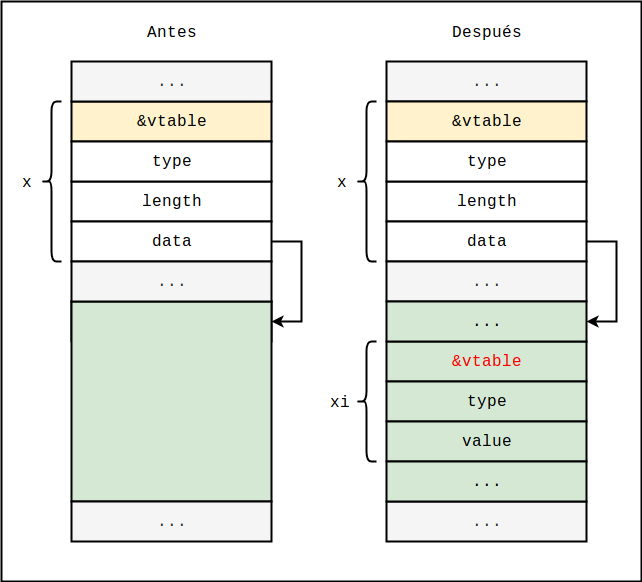 Antes
...
&vtable
type
length
data
...
...
x
Después
...
&vtable
type
length
data
...
...
&vtable
type
value
...
...
x
xi